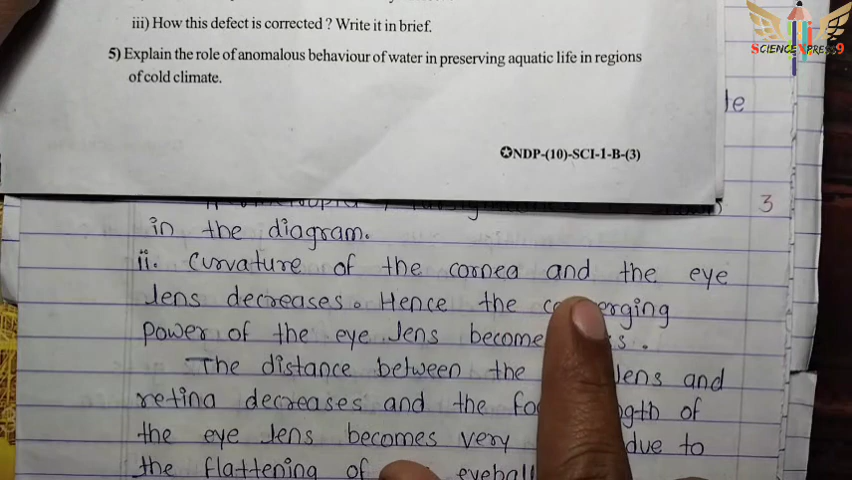 SCIENCEXPRESS9
iii) How this defect is corrected ? Write it in brief.
5) Explain the role of anomalous behaviour of water in preserving aquatic life in regions
of cold climate.
✪NDP-(10)-SCI-1-B-(3)
3
in the diagram.
ii. Curvature of the cornea and the eye
lens decreases. Hence the converging
power of the eye lens become
The distance between the lens and
retina decreases and the of
the eye lens becomes very due to
the flattening of eyeball